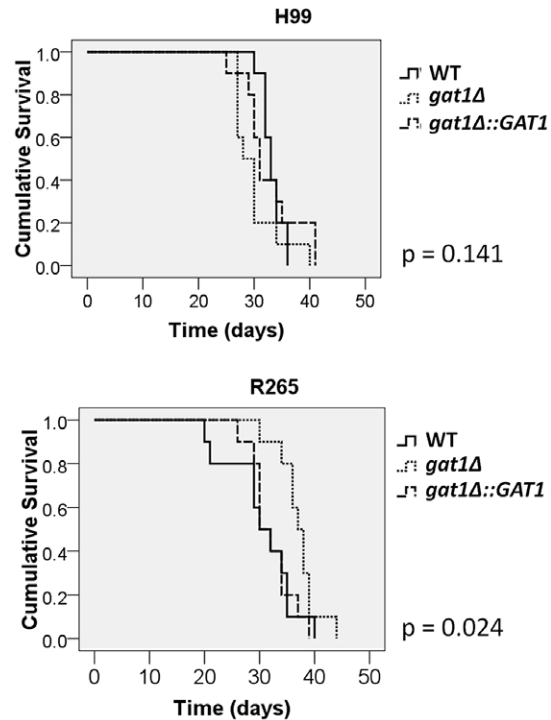 H99
Cumulative Survival
1.0
0.8
0.6
0.4
0.2
0.0
0 10 20 30 40 50
Time (days)
WT
gat1Δ
gat1Δ::GAT1
p = 0.141
R265
Cumulative Survival
1.0
0.8
0.6
0.4
0.2
0.0
0 10 20 30 40 50
Time (days)
WT
gat1Δ
gat1Δ::GAT1
p = 0.024